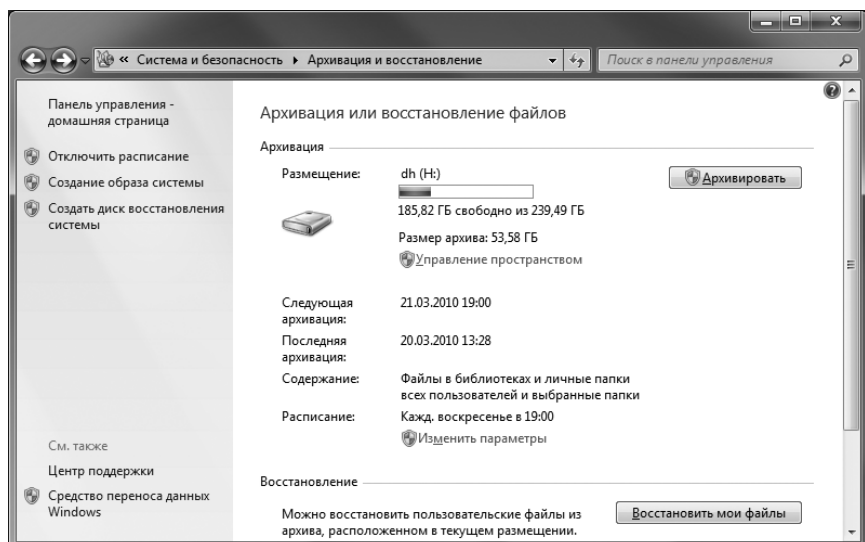 « Система и безопасность ▸ Архивация и восстановление
Поиск в панели управления
Панель управления -
домашняя страница
Отключить расписание
Создание образа системы
Создать диск восстановления
системы
См. также
Центр поддержки
Средство переноса данных
Windows
Архивация или восстановление файлов
Архивация
Размещение:
dh (H:)
Архивировать
185,82 ГБ свободно из 239,49 ГБ
Размер архива: 53,58 ГБ
Управление пространством
Следующая
архивация:
21.03.2010 19:00
Последняя
архивация:
20.03.2010 13:28
Содержание:
Файлы в библиотеках и личные папки
всех пользователей и выбранные папки
Расписание:
Кажд. воскресенье в 19:00
Изменить параметры
Восстановление
Можно восстановить пользовательские файлы из
архива, расположенном в текущем размещении.
Восстановить мои файлы